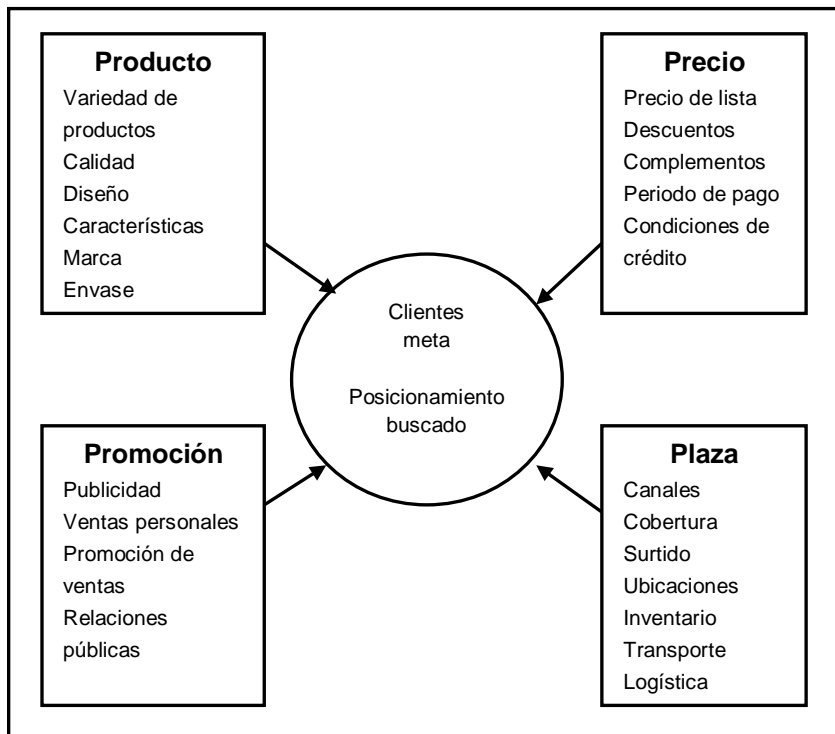 Producto
Variedad de
productos
Calidad
Diseño
Características
Marca
Envase
Precio
Precio de lista
Descuentos
Complementos
Periodo de pago
Condiciones de
crédito
Clientes
meta
Posicionamiento
buscado
Promoción
Publicidad
Ventas personales
Promoción de
ventas
Relaciones
públicas
Plaza
Canales
Cobertura
Surtido
Ubicaciones
Inventario
Transporte
Logística